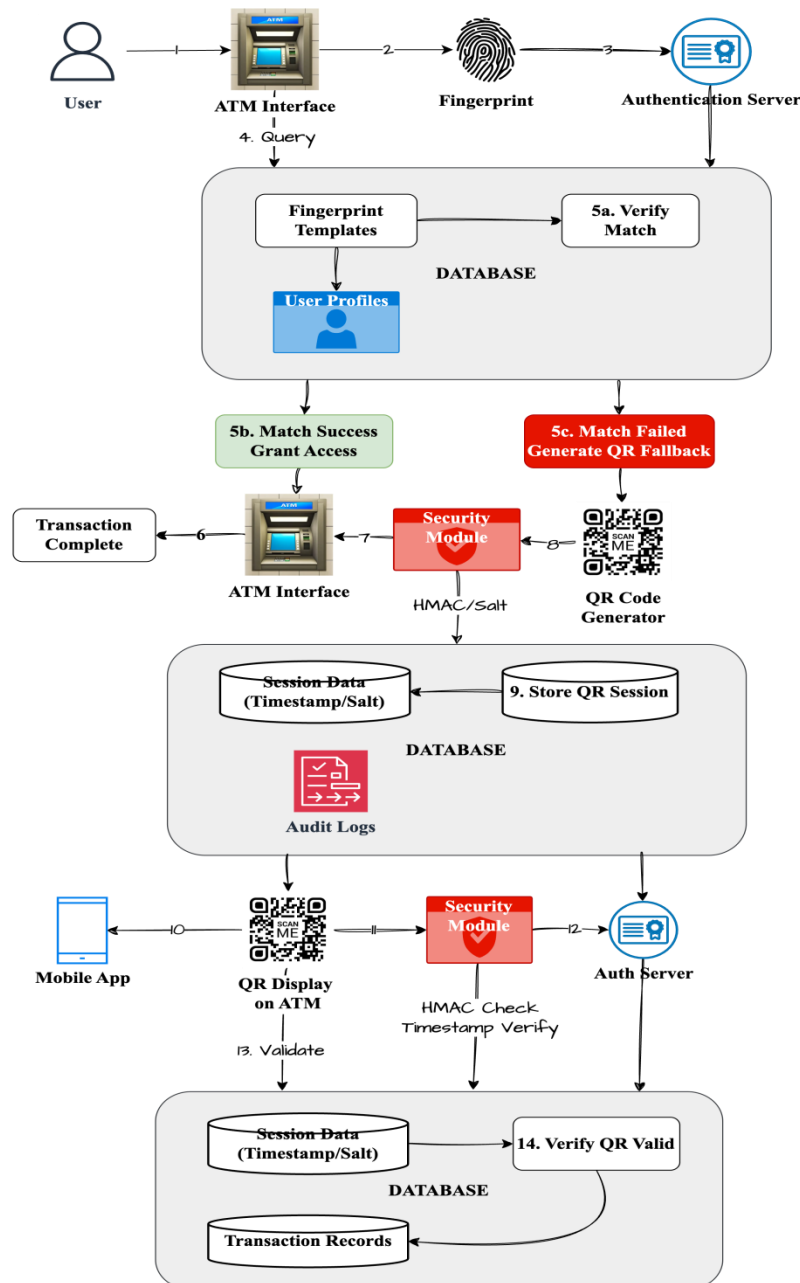 ATM
1
2
3
User
ATM Interface
Fingerprint
Authentication Server
4. Query
Fingerprint
Templates
5a. Verify
Match
DATABASE
User Profiles
5b. Match Success
Grant Access
5c. Match Failed
Generate QR Fallback
ATM
Transaction
Complete
6
7
Security
Module
8
SCAN
ME
ATM Interface
HMAC/Salt
QR Code
Generator
Session Data
(Timestamp/Salt)
9. Store QR Session
DATABASE
Audit Logs
10
SCAN
ME
11
Security
Module
12
Mobile App
QR Display
on ATM
Auth Server
HMAC Check
Timestamp Verify
13. Validate
Session Data
(Timestamp/Salt)
14. Verify QR Valid
DATABASE
Transaction Records